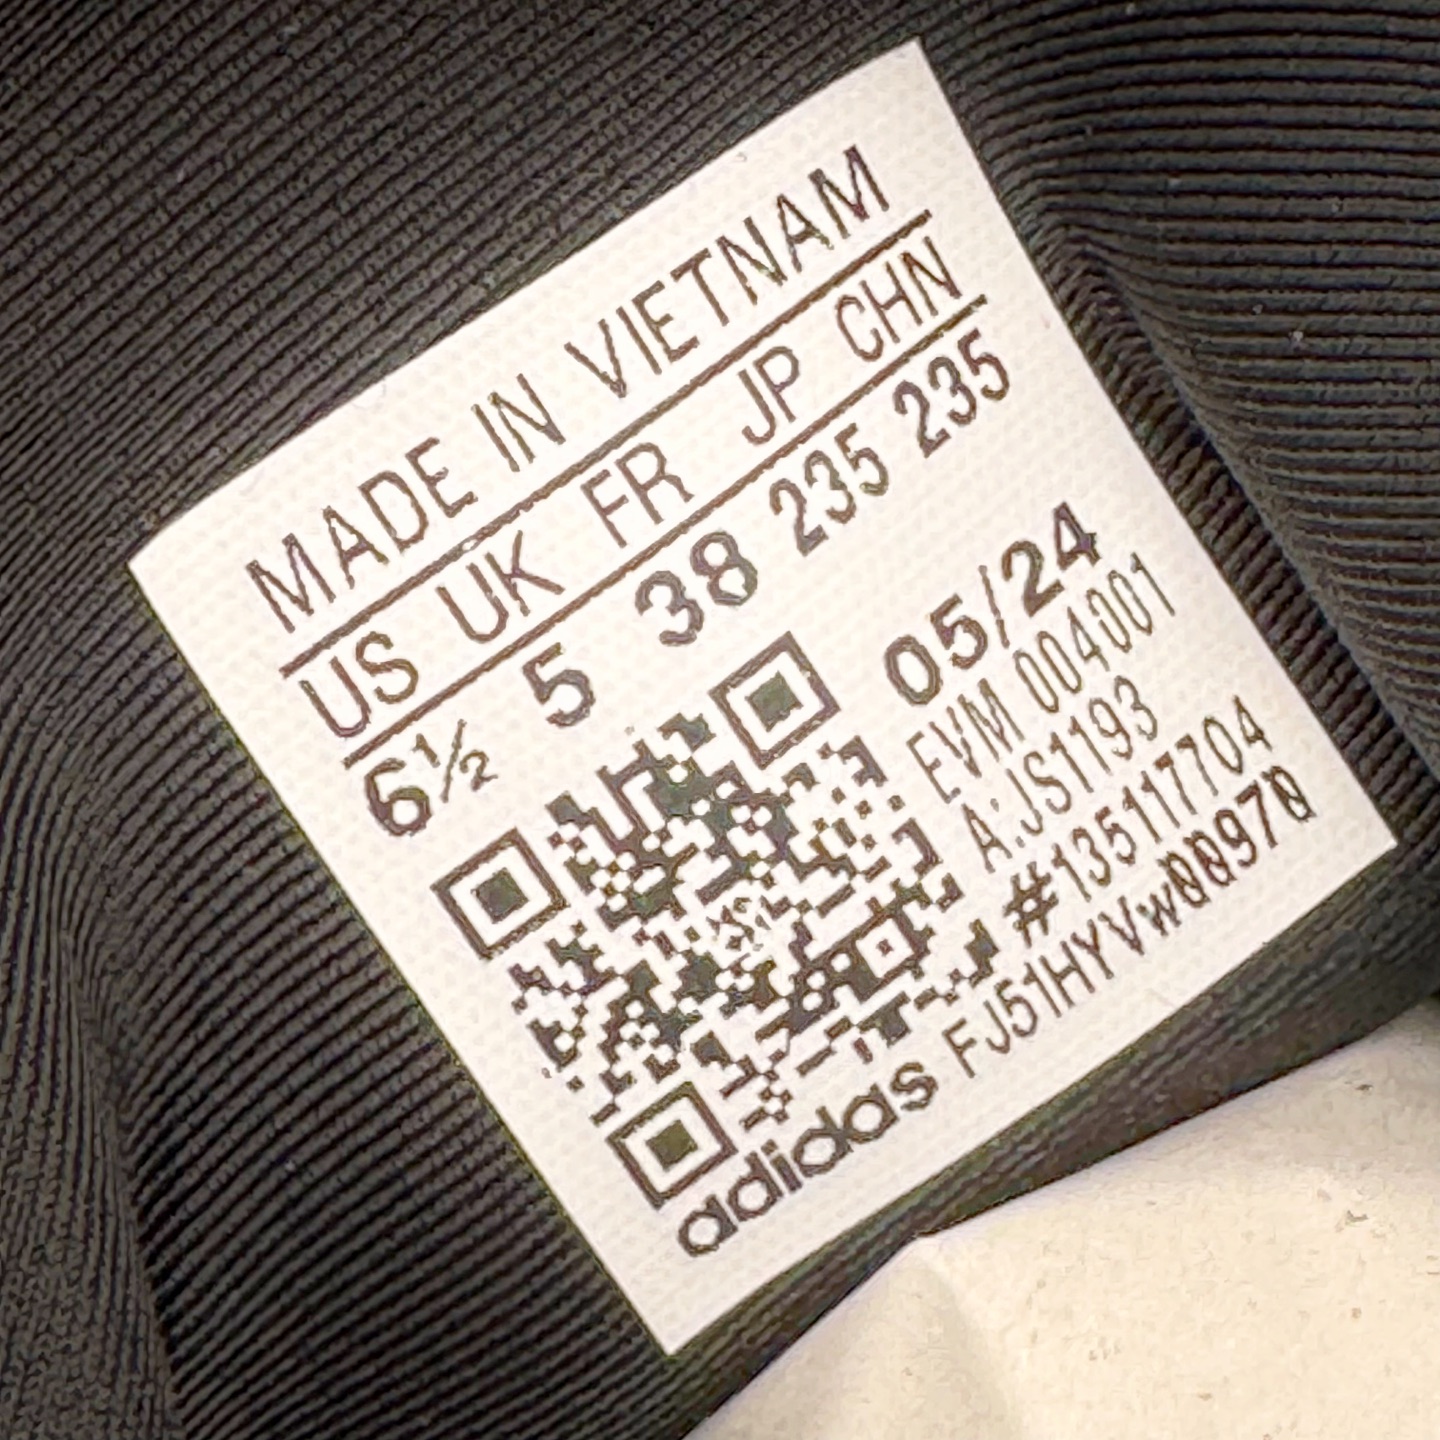 MADE IN VIETNAM
US UK FR JP CHN
6½ 5 38 235 235
05/24
EVM 004001
A:JS1193
#135117704
FJ51HYVw00970
adidas